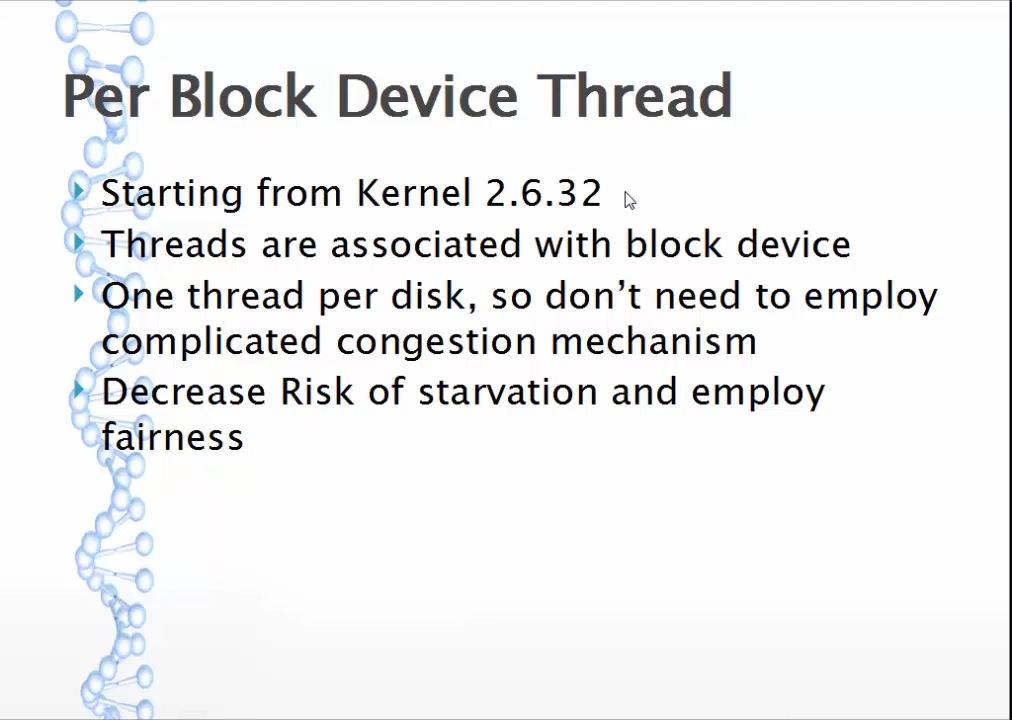 Per Block Device Thread
Starting from Kernel 2.6.32
Threads are associated with block device
One thread per disk, so don’t need to employ
complicated congestion mechanism
Decrease Risk of starvation and employ
fairness